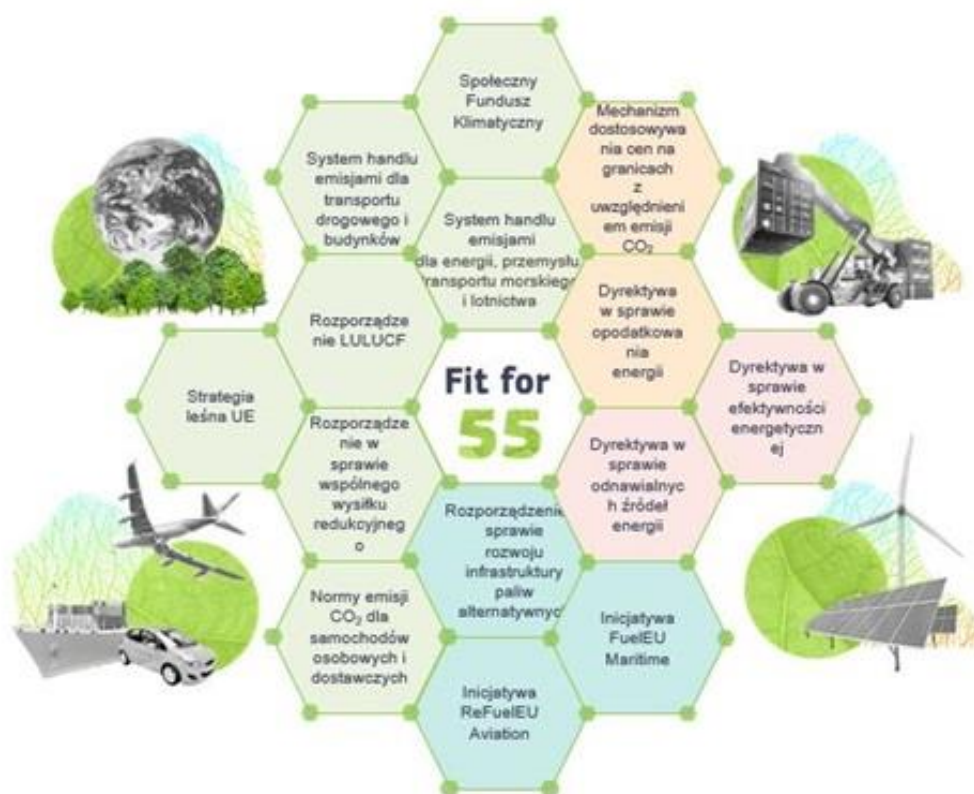 Społeczny
Fundusz
Klimatyczny
Mechanizm
dostosowywa
nia cen na
granicach
z
uwzględnieni
em emisji
CO₂
System handlu
emisjami dla
transportu
drogowego i
budynków
System handlu
emisjami
dla energii, przemysłu
transportu morskiego
i lotnictwa
Rozporządze
nie LULUCF
Dyrektywa
w sprawie
opodatkowa
nia
energii
Strategia
leśna UE
Fit for
55
Dyrektywa w
sprawie
efektywności
energetyczn
ej
Rozporządze
nie w
sprawie
wspólnego
wysiłku
redukcyjneg
o
Dyrektywa w
sprawie
odnawialnyc
h źródeł
energii
Rozporządzenie
sprawie
rozwoju
infrastruktury
paliw
alternatywnyc
Normy emisji
CO₂ dla
samochodów
osobowych i
dostawczych
Inicjatywa
FuelEU
Maritime
Inicjatywa
ReFuelEU
Aviation